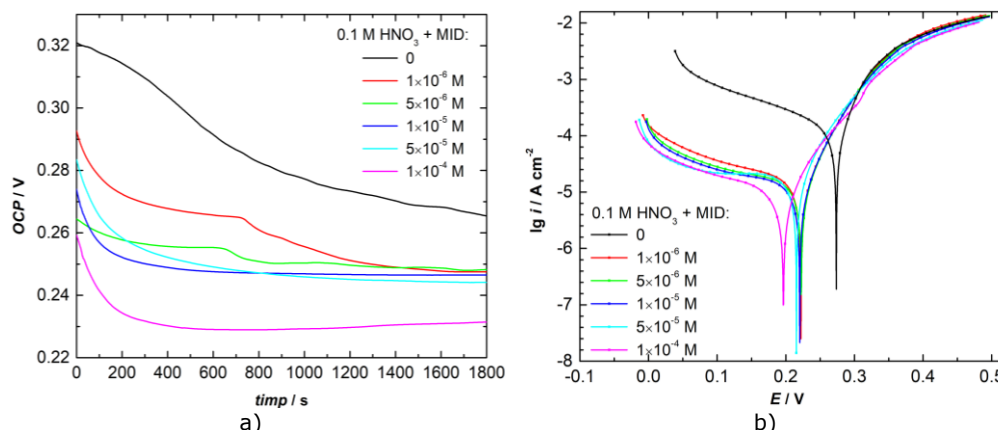 0.32
0.30
0.28
0.26
0.24
0.22
OCP / V
0 200 400 600 800 1000 1200 1400 1600 1800
timp / s
0.1 M HNO₃ + MID:
0
1×10⁻⁶ M
5×10⁻⁶ M
1×10⁻⁵ M
5×10⁻⁵ M
1×10⁻⁴ M
a)
-2
-3
-4
-5
-6
-7
-8
lg i / A cm⁻²
-0.1 0.0 0.1 0.2 0.3 0.4 0.5
E / V
0.1 M HNO₃ + MID:
0
1×10⁻⁶ M
5×10⁻⁶ M
1×10⁻⁵ M
5×10⁻⁵ M
1×10⁻⁴ M
b)